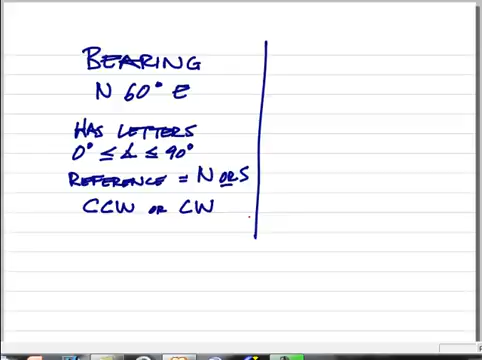 BEARING
N 60° E
HAS LETTERS
0° ≤ ∡ ≤ 90°
REFERENCE = N OR S
CCW OR CW